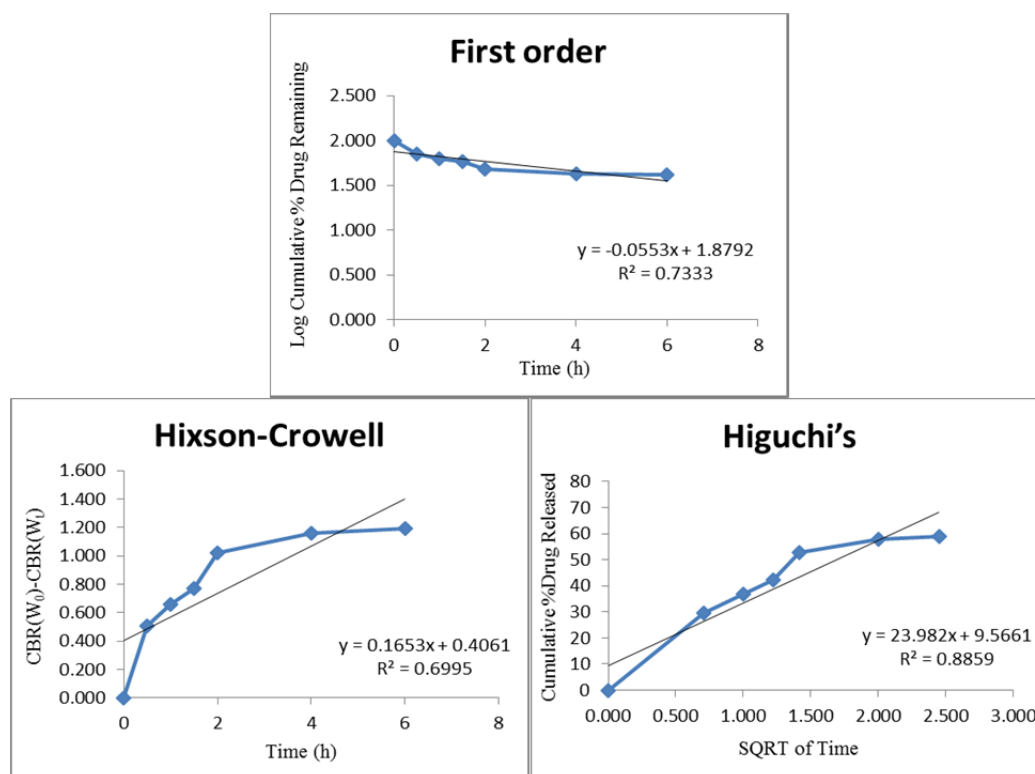 First order
Log Cumulative % Drug Remaining
2.500
2.000
1.500
1.000
0.500
0.000
y = -0.0553x + 1.8792
R² = 0.7333
0 2 4 6 8
Time (h)
Hixson-Crowell
CBR(W₀)-CBR(Wₜ)
1.600
1.400
1.200
1.000
0.800
0.600
0.400
0.200
0.000
y = 0.1653x + 0.4061
R² = 0.6995
0 2 4 6 8
Time (h)
Higuchi’s
Cumulative %Drug Released
80
70
60
50
40
30
20
10
0
y = 23.982x + 9.5661
R² = 0.8859
0.000 0.500 1.000 1.500 2.000 2.500 3.000
SQRT of Time